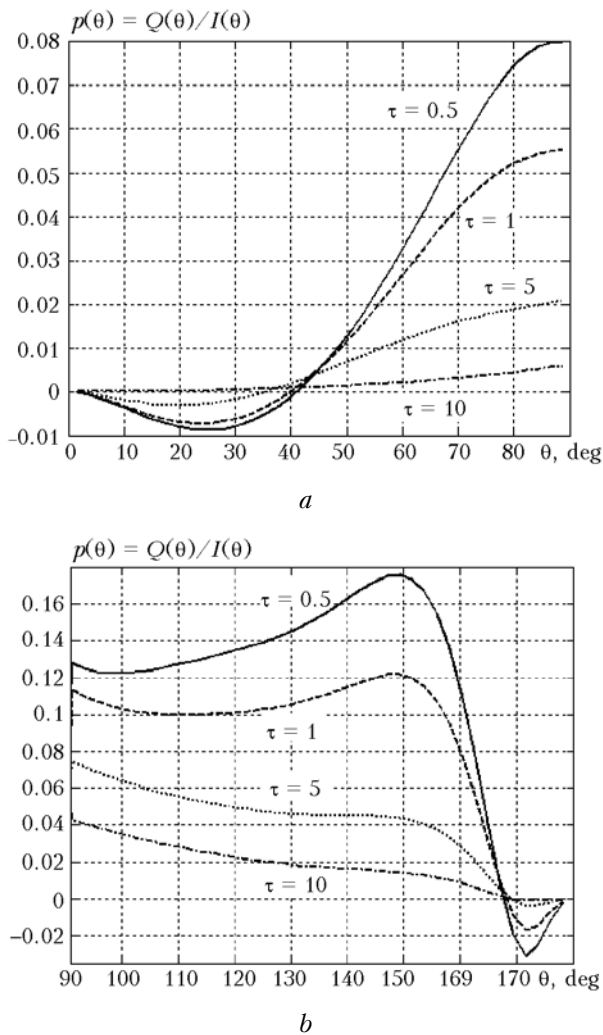 p(θ) = Q(θ)/I(θ)
0.08
0.07
0.06
0.05
0.04
0.03
0.02
0.01
0
-0.01
τ = 0.5
τ = 1
τ = 5
τ = 10
0 10 20 30 40 50 60 70 80 θ, deg
a
p(θ) = Q(θ)/I(θ)
0.16
0.14
0.12
0.1
0.08
0.06
0.04
0.02
0
-0.02
τ = 0.5
τ = 1
τ = 5
τ = 10
90 100 110 120 130 140 150 169 170 θ, deg
b